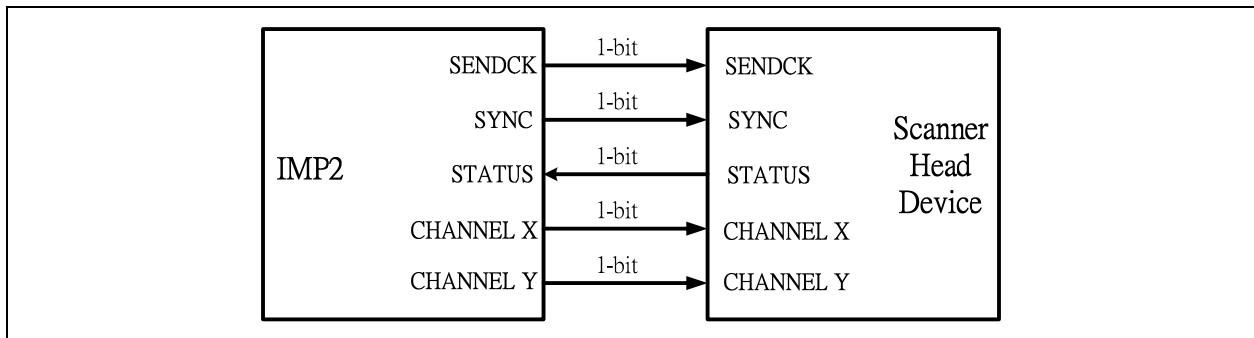 1-bit
SENDCK
SENDCK
1-bit
SYNC
SYNC
IMP2
1-bit
STATUS
STATUS
Scanner
Head
Device
1-bit
CHANNEL X
CHANNEL X
1-bit
CHANNEL Y
CHANNEL Y